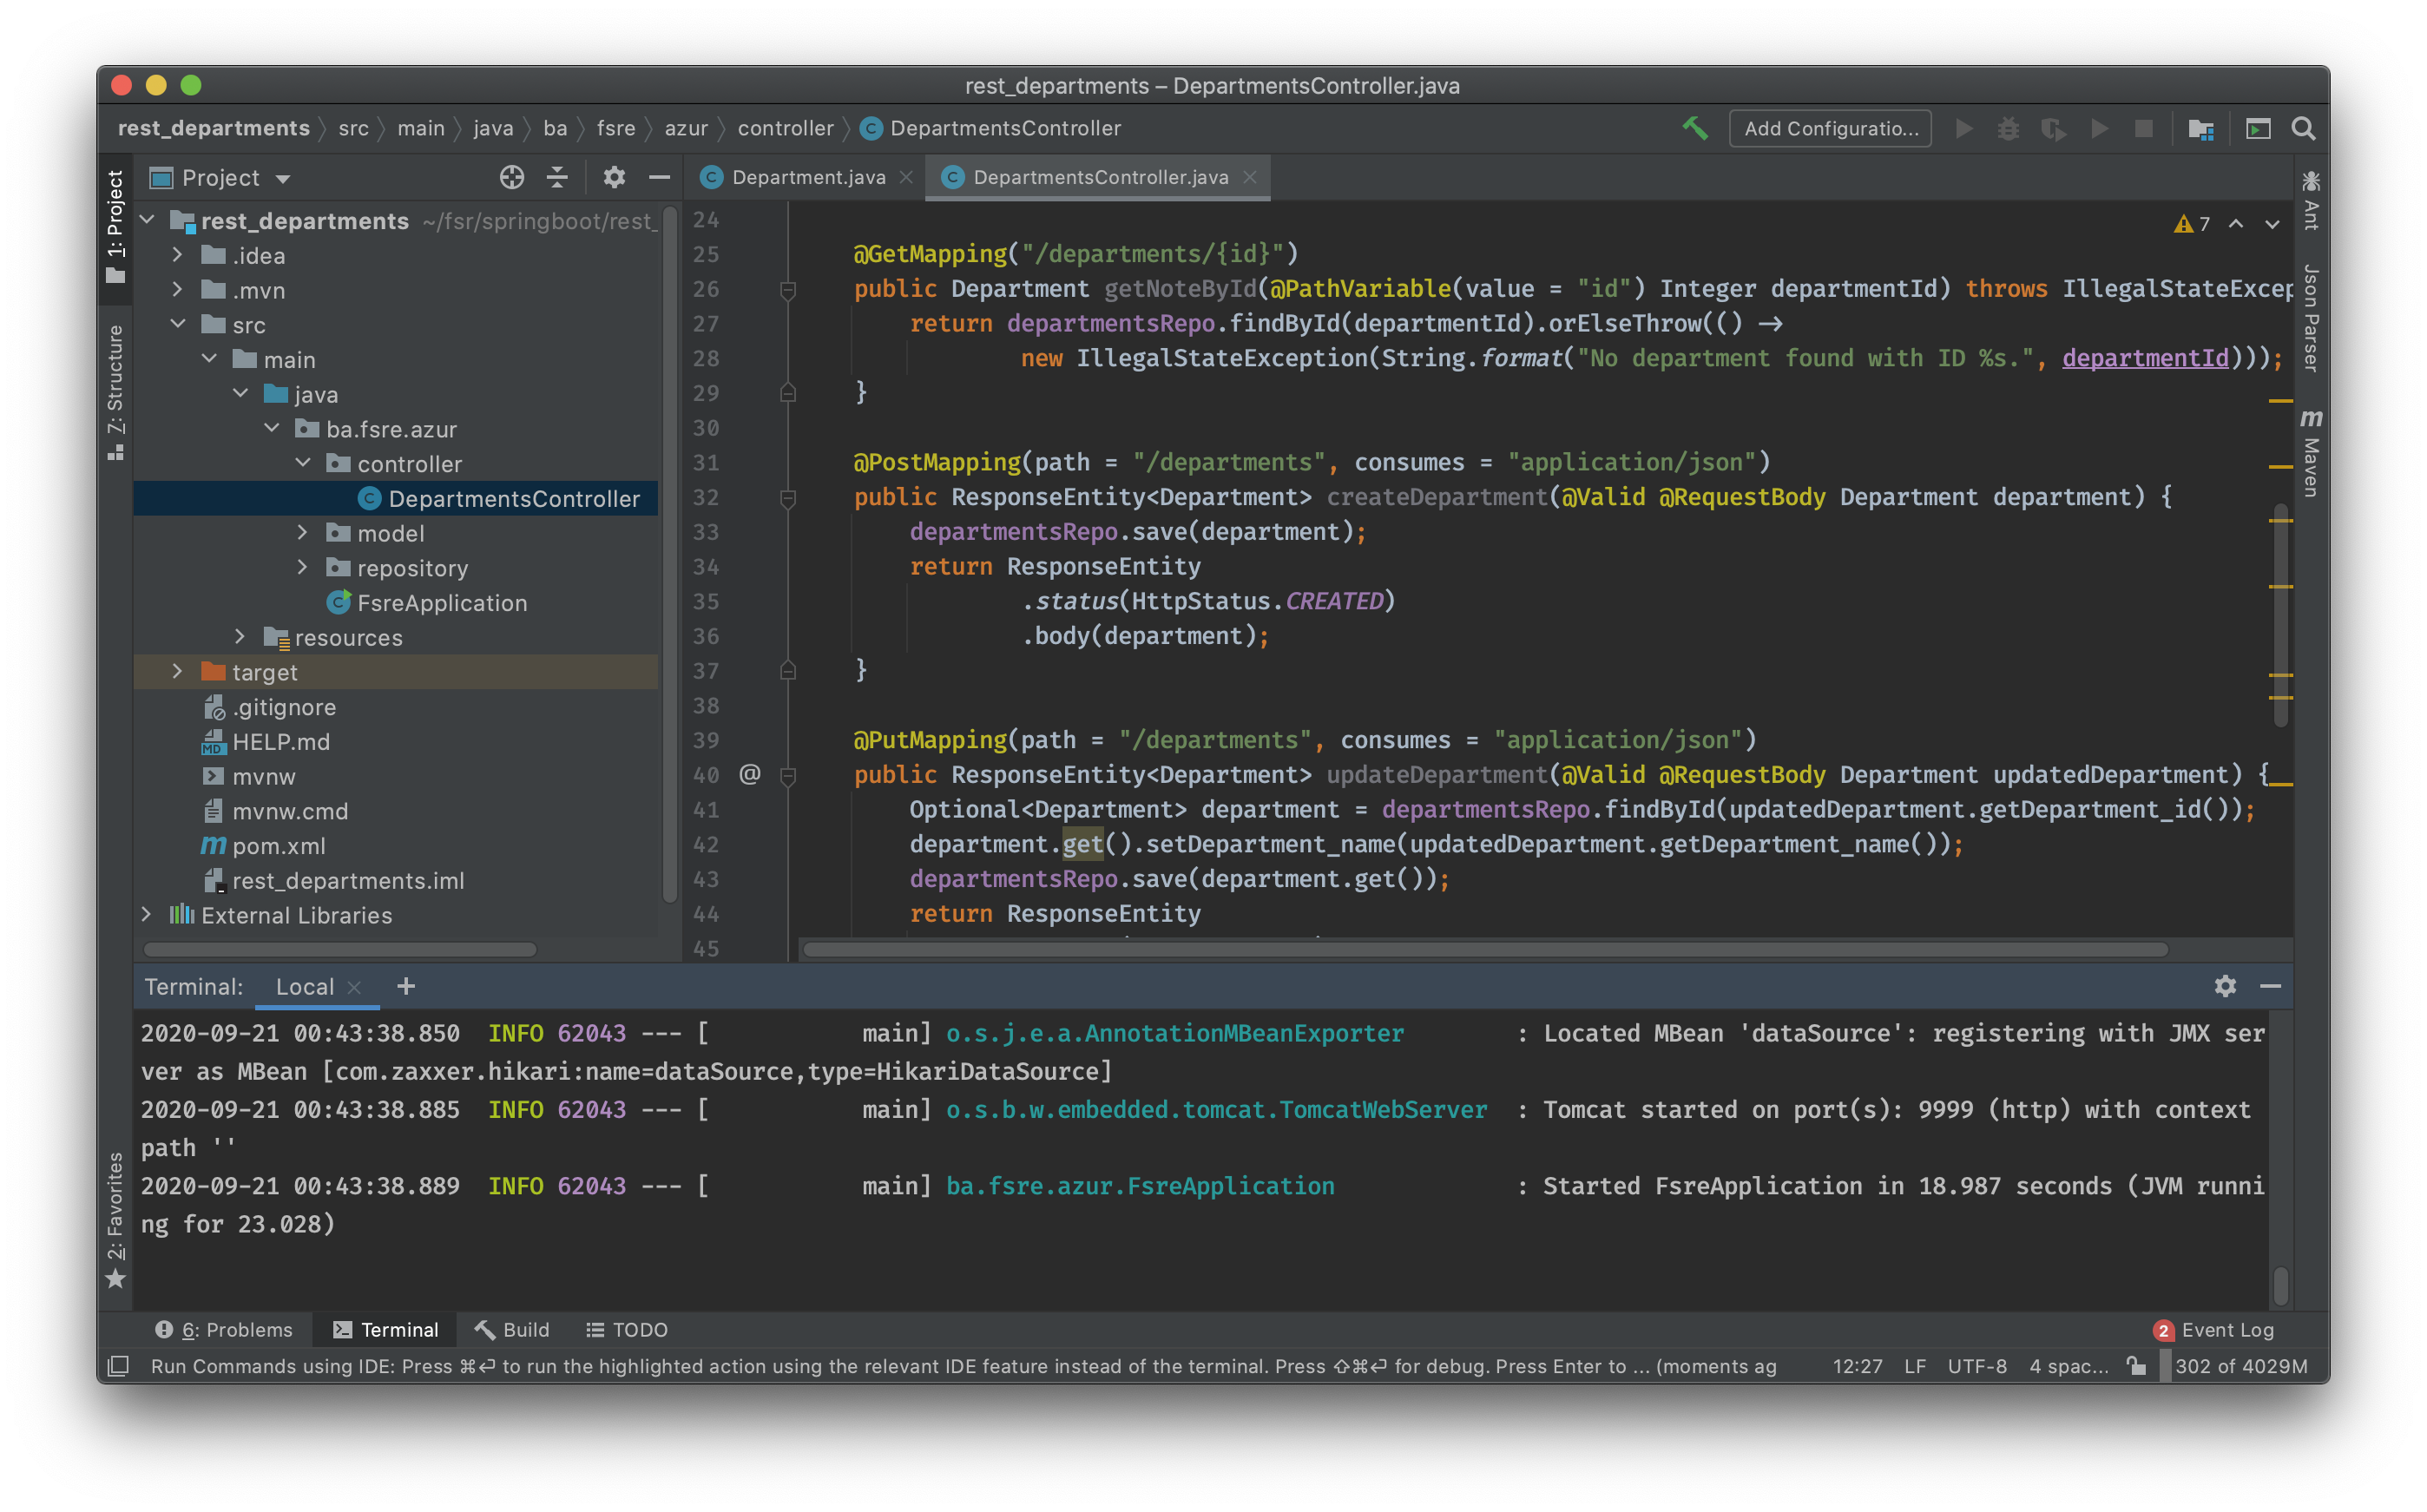 rest_departments – DepartmentsController.java
rest_departments src main java ba fsre azur controller DepartmentsController
Add Configuratio...
1: Project
7: Structure
2: Favorites
Project
rest_departments ~/fsr/springboot/rest_
.idea
.mvn
src
main
java
ba.fsre.azur
controller
DepartmentsController
model
repository
FsreApplication
resources
target
.gitignore
HELP.md
mvnw
mvnw.cmd
pom.xml
rest_departments.iml
External Libraries
Department.java DepartmentsController.java
7
24
25 @GetMapping("/departments/{id}")
26 public Department getNoteById(@PathVariable(value = "id") Integer departmentId) throws IllegalStateExcep
27 return departmentsRepo.findById(departmentId).orElseThrow(() ->
28 new IllegalStateException(String.format("No department found with ID %s.", departmentId)));
29 }
30
31 @PostMapping(path = "/departments", consumes = "application/json")
32 public ResponseEntity<Department> createDepartment(@Valid @RequestBody Department department) {
33 departmentsRepo.save(department);
34 return ResponseEntity
35 .status(HttpStatus.CREATED)
36 .body(department);
37 }
38
39 @PutMapping(path = "/departments", consumes = "application/json")
40 @ public ResponseEntity<Department> updateDepartment(@Valid @RequestBody Department updatedDepartment) {
41 Optional<Department> department = departmentsRepo.findById(updatedDepartment.getDepartment_id());
42 department.get().setDepartment_name(updatedDepartment.getDepartment_name());
43 departmentsRepo.save(department.get());
44 return ResponseEntity
45
Ant
Json Parser
Maven
Terminal: Local +
2020-09-21 00:43:38.850 INFO 62043 --- [ main] o.s.j.e.a.AnnotationMBeanExporter : Located MBean 'dataSource': registering with JMX ser
ver as MBean [com.zaxxer.hikari:name=dataSource,type=HikariDataSource]
2020-09-21 00:43:38.885 INFO 62043 --- [ main] o.s.b.w.embedded.tomcat.TomcatWebServer : Tomcat started on port(s): 9999 (http) with context
path ''
2020-09-21 00:43:38.889 INFO 62043 --- [ main] ba.fsre.azur.FsreApplication : Started FsreApplication in 18.987 seconds (JVM runni
ng for 23.028)
6: Problems Terminal Build TODO 2 Event Log
Run Commands using IDE: Press ⌘⏎ to run the highlighted action using the relevant IDE feature instead of the terminal. Press ⇧⌘⏎ for debug. Press Enter to ... (moments ag 12:27 LF UTF-8 4 spac... 302 of 4029M